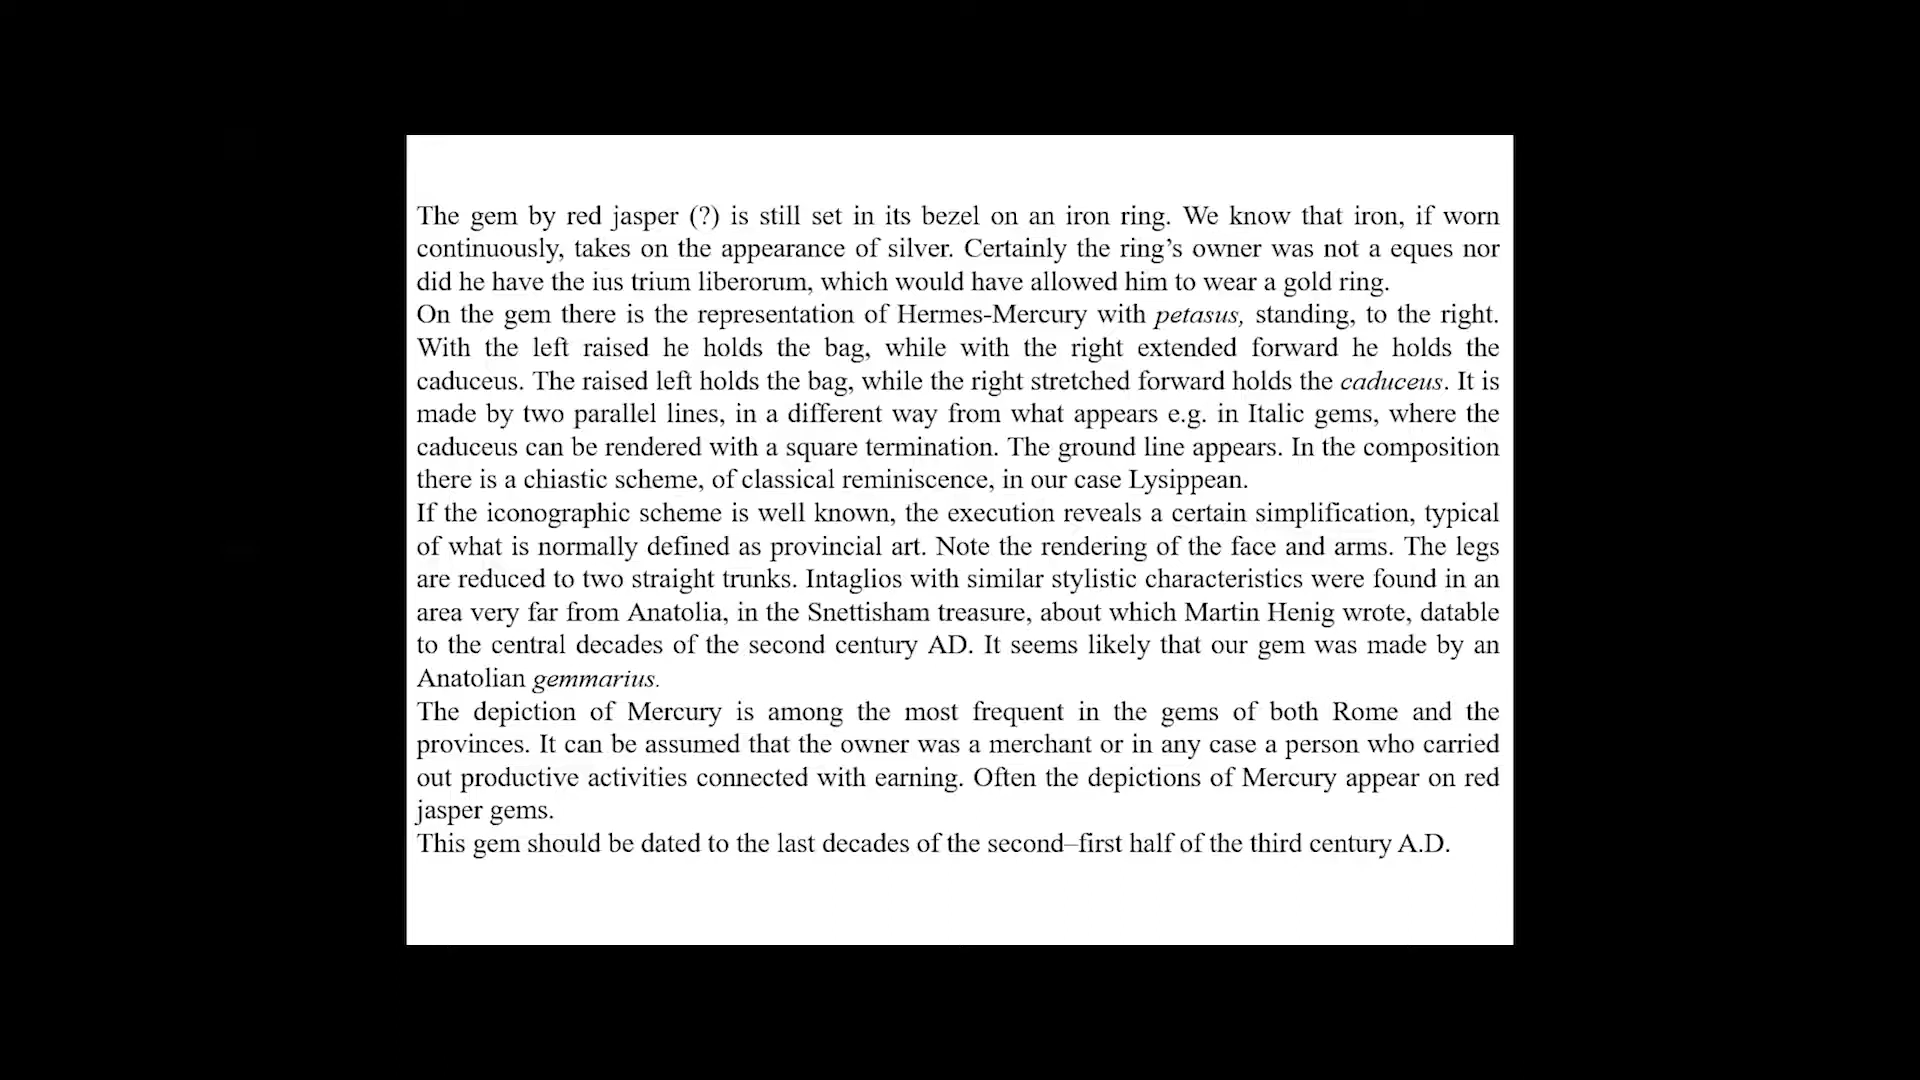 The gem by red jasper (?) is still set in its bezel on an iron ring. We know that iron, if worn
continuously, takes on the appearance of silver. Certainly the ring’s owner was not a eques nor
did he have the ius trium liberorum, which would have allowed him to wear a gold ring.
On the gem there is the representation of Hermes-Mercury with petasus, standing, to the right.
With the left raised he holds the bag, while with the right extended forward he holds the
caduceus. The raised left holds the bag, while the right stretched forward holds the caduceus. It is
made by two parallel lines, in a different way from what appears e.g. in Italic gems, where the
caduceus can be rendered with a square termination. The ground line appears. In the composition
there is a chiastic scheme, of classical reminiscence, in our case Lysippean.
If the iconographic scheme is well known, the execution reveals a certain simplification, typical
of what is normally defined as provincial art. Note the rendering of the face and arms. The legs
are reduced to two straight trunks. Intaglios with similar stylistic characteristics were found in an
area very far from Anatolia, in the Snettisham treasure, about which Martin Henig wrote, datable
to the central decades of the second century AD. It seems likely that our gem was made by an
Anatolian gemmarius.
The depiction of Mercury is among the most frequent in the gems of both Rome and the
provinces. It can be assumed that the owner was a merchant or in any case a person who carried
out productive activities connected with earning. Often the depictions of Mercury appear on red
jasper gems.
This gem should be dated to the last decades of the second–first half of the third century A.D.